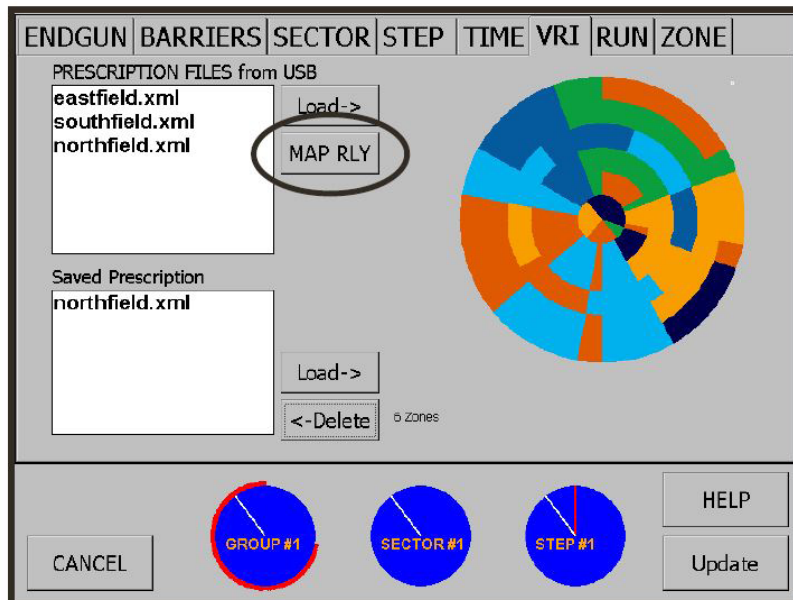 ENDGUN BARRIERS SECTOR STEP TIME VRI RUN ZONE
PRESCRIPTION FILES from USB
eastfield.xml
southfield.xml
northfield.xml
Load->
MAP RLY
Saved Prescription
northfield.xml
Load->
<-Delete
6 Zones
GROUP #1
SECTOR #1
STEP #1
HELP
CANCEL
Update